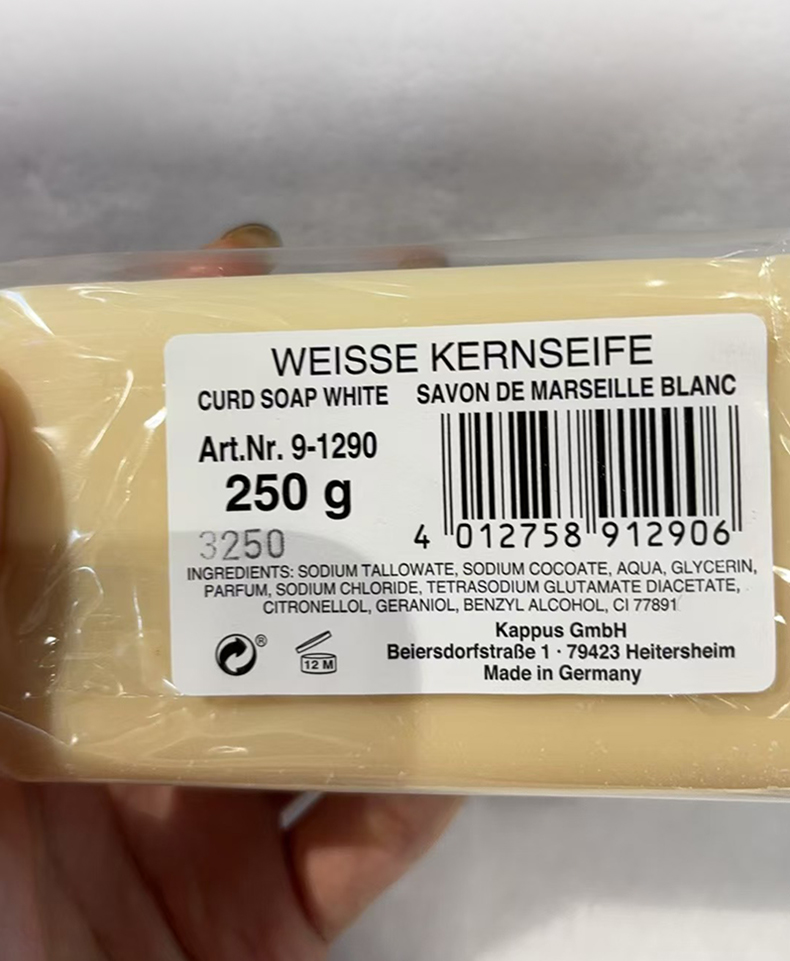 WEISSE KERNSEIFE
CURD SOAP WHITE SAVON DE MARSEILLE BLANC
Art.Nr. 9-1290
250 g
3250
4 012758 912906
INGREDIENTS: SODIUM TALLOWATE, SODIUM COCOATE, AQUA, GLYCERIN,
PARFUM, SODIUM CHLORIDE, TETRASODIUM GLUTAMATE DIACETATE,
CITRONELLOL, GERANIOL, BENZYL ALCOHOL, CI 77891
®
12 M
Kappus GmbH
Beiersdorfstraße 1 · 79423 Heitersheim
Made in Germany